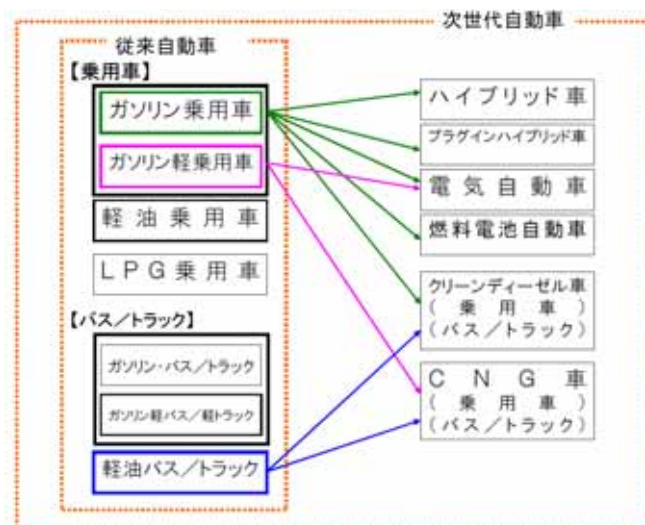 次世代自動車
従来自動車
【乗用車】
ガソリン乗用車
ガソリン軽乗用車
軽油乗用車
LPG乗用車
【バス/トラック】
ガソリン・バス/トラック
ガソリン軽バス/軽トラック
軽油バス/トラック
ハイブリッド車
プラグインハイブリッド車
電気自動車
燃料電池自動車
クリーンディーゼル車
(乗用車)
(バス/トラック)
CNG車
(乗用車)
(バス/トラック)